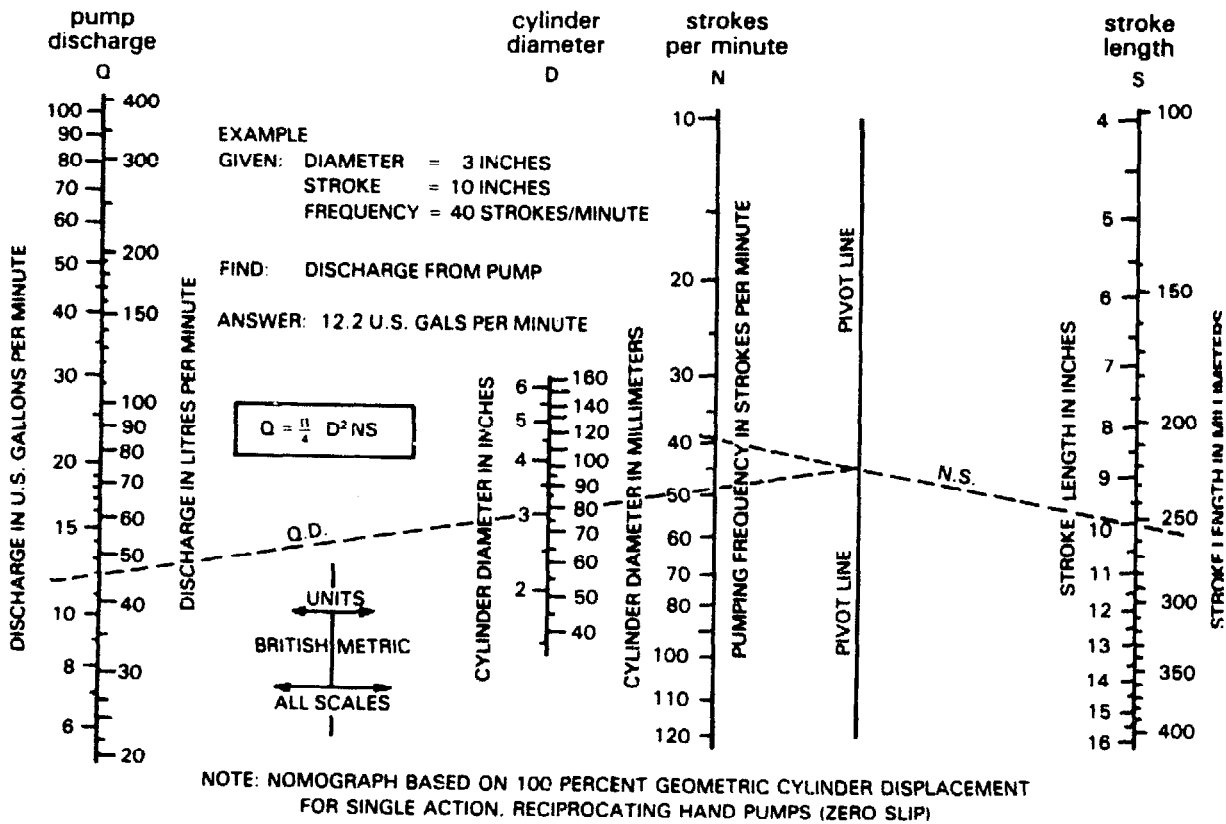 pump discharge
Q
cylinder diameter
D
strokes per minute
N
stroke length
S
DISCHARGE IN U.S. GALLONS PER MINUTE
100
90
80
70
60
50
40
30
20
15
10
8
6
400
300
200
150
100
90
80
70
60
50
40
30
20
DISCHARGE IN LITRES PER MINUTE
EXAMPLE
GIVEN: DIAMETER = 3 INCHES
STROKE = 10 INCHES
FREQUENCY = 40 STROKES/MINUTE
FIND: DISCHARGE FROM PUMP
ANSWER: 12.2 U.S. GALS PER MINUTE
Q = π/4 D² NS
Q.D.
UNITS
BRITISH METRIC
ALL SCALES
CYLINDER DIAMETER IN INCHES
6
5
4
3
2
160
140
120
100
90
80
70
60
50
40
CYLINDER DIAMETER IN MILLIMETERS
10
20
30
40
50
60
70
80
100
110
120
PUMPING FREQUENCY IN STROKES PER MINUTE
PIVOT LINE
PIVOT LINE
N.S.
STROKE LENGTH IN INCHES
4
5
6
7
8
9
10
11
12
13
14
15
16
100
150
200
250
300
350
400
STROKE LENGTH IN MILLIMETERS
NOTE: NOMOGRAPH BASED ON 100 PERCENT GEOMETRIC CYLINDER DISPLACEMENT
FOR SINGLE ACTION, RECIPROCATING HAND PUMPS (ZERO SLIP)